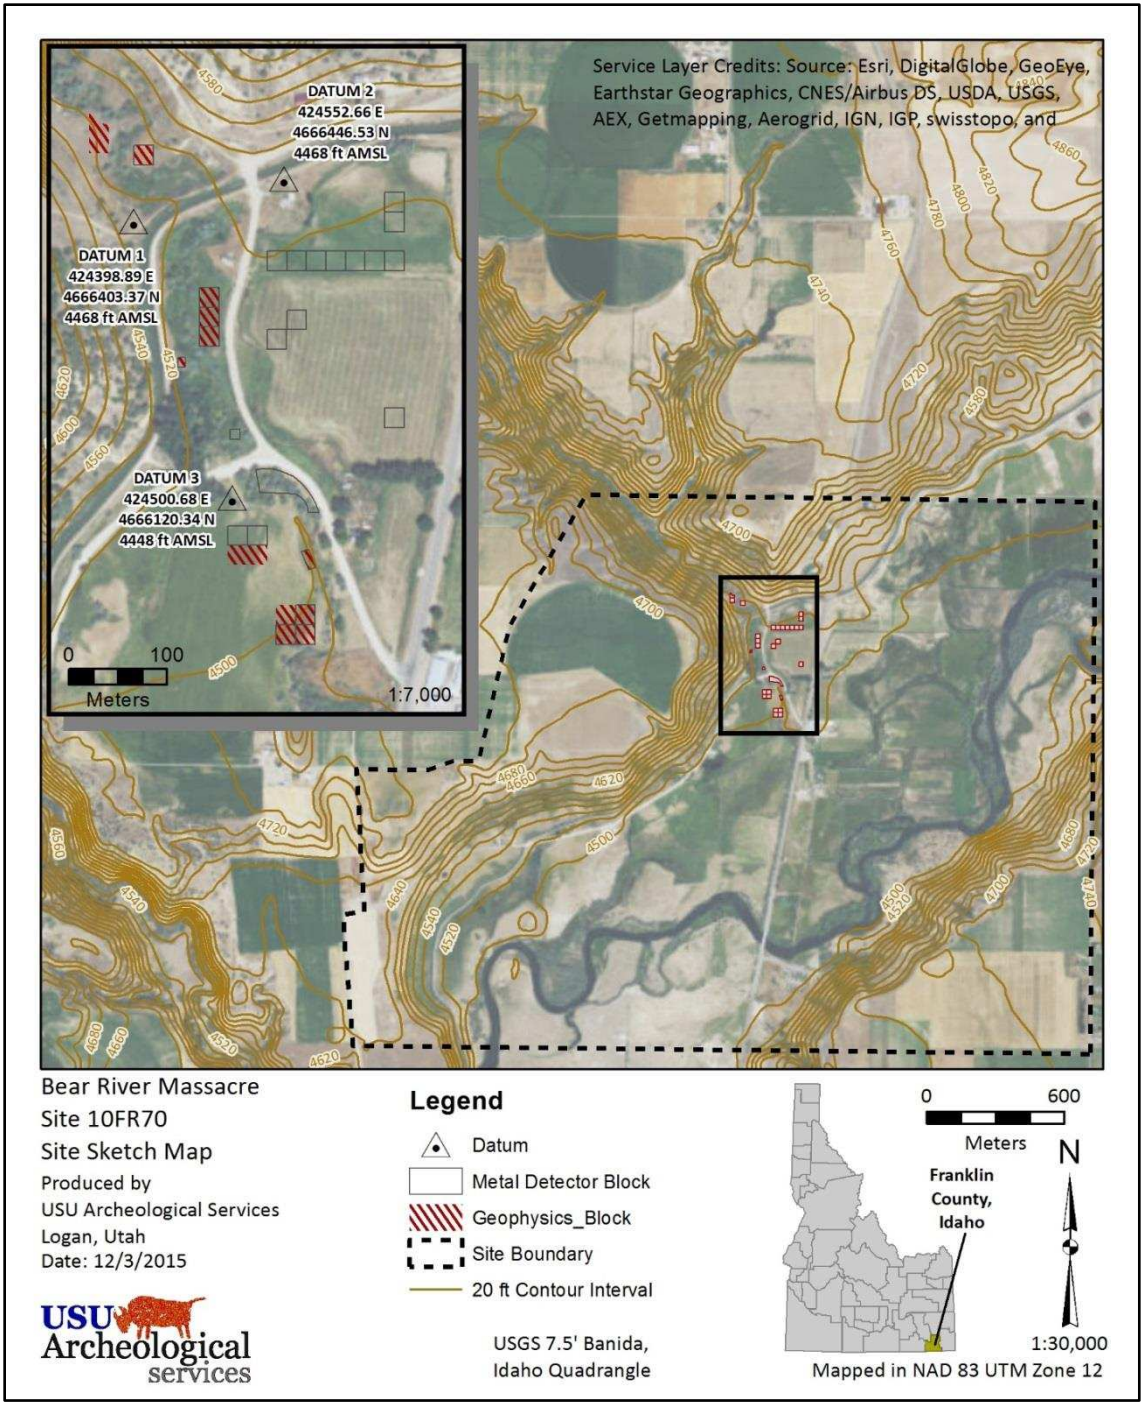 Service Layer Credits: Source: Esri, DigitalGlobe, GeoEye,
Earthstar Geographics, CNES/Airbus DS, USDA, USGS,
AEX, Getmapping, Aerogrid, IGN, IGP, swisstopo, and
4840
4860
4820
4800
4780
4760
4740
4720
4580
4700
4700
4580
DATUM 2
424552.66 E
4666446.53 N
4468 ft AMSL
DATUM 1
424398.89 E
4666403.37 N
4468 ft AMSL
4540
4520
4620
4600
4560
DATUM 3
424500.68 E
4666120.34 N
4448 ft AMSL
4500
0 100
Meters
1:7,000
4680
4660
4620
4720
4500
4560
4540
4640
4540
4520
4680
4720
4740
4700
4500
4520
4680
4660
4520
4620
Bear River Massacre
Site 10FR70
Site Sketch Map
Produced by
USU Archeological Services
Logan, Utah
Date: 12/3/2015
USU
Archeological
services
Legend
Datum
Metal Detector Block
Geophysics_Block
Site Boundary
20 ft Contour Interval
USGS 7.5' Banida,
Idaho Quadrangle
0 600
Meters
N
Franklin
County,
Idaho
1:30,000
Mapped in NAD 83 UTM Zone 12